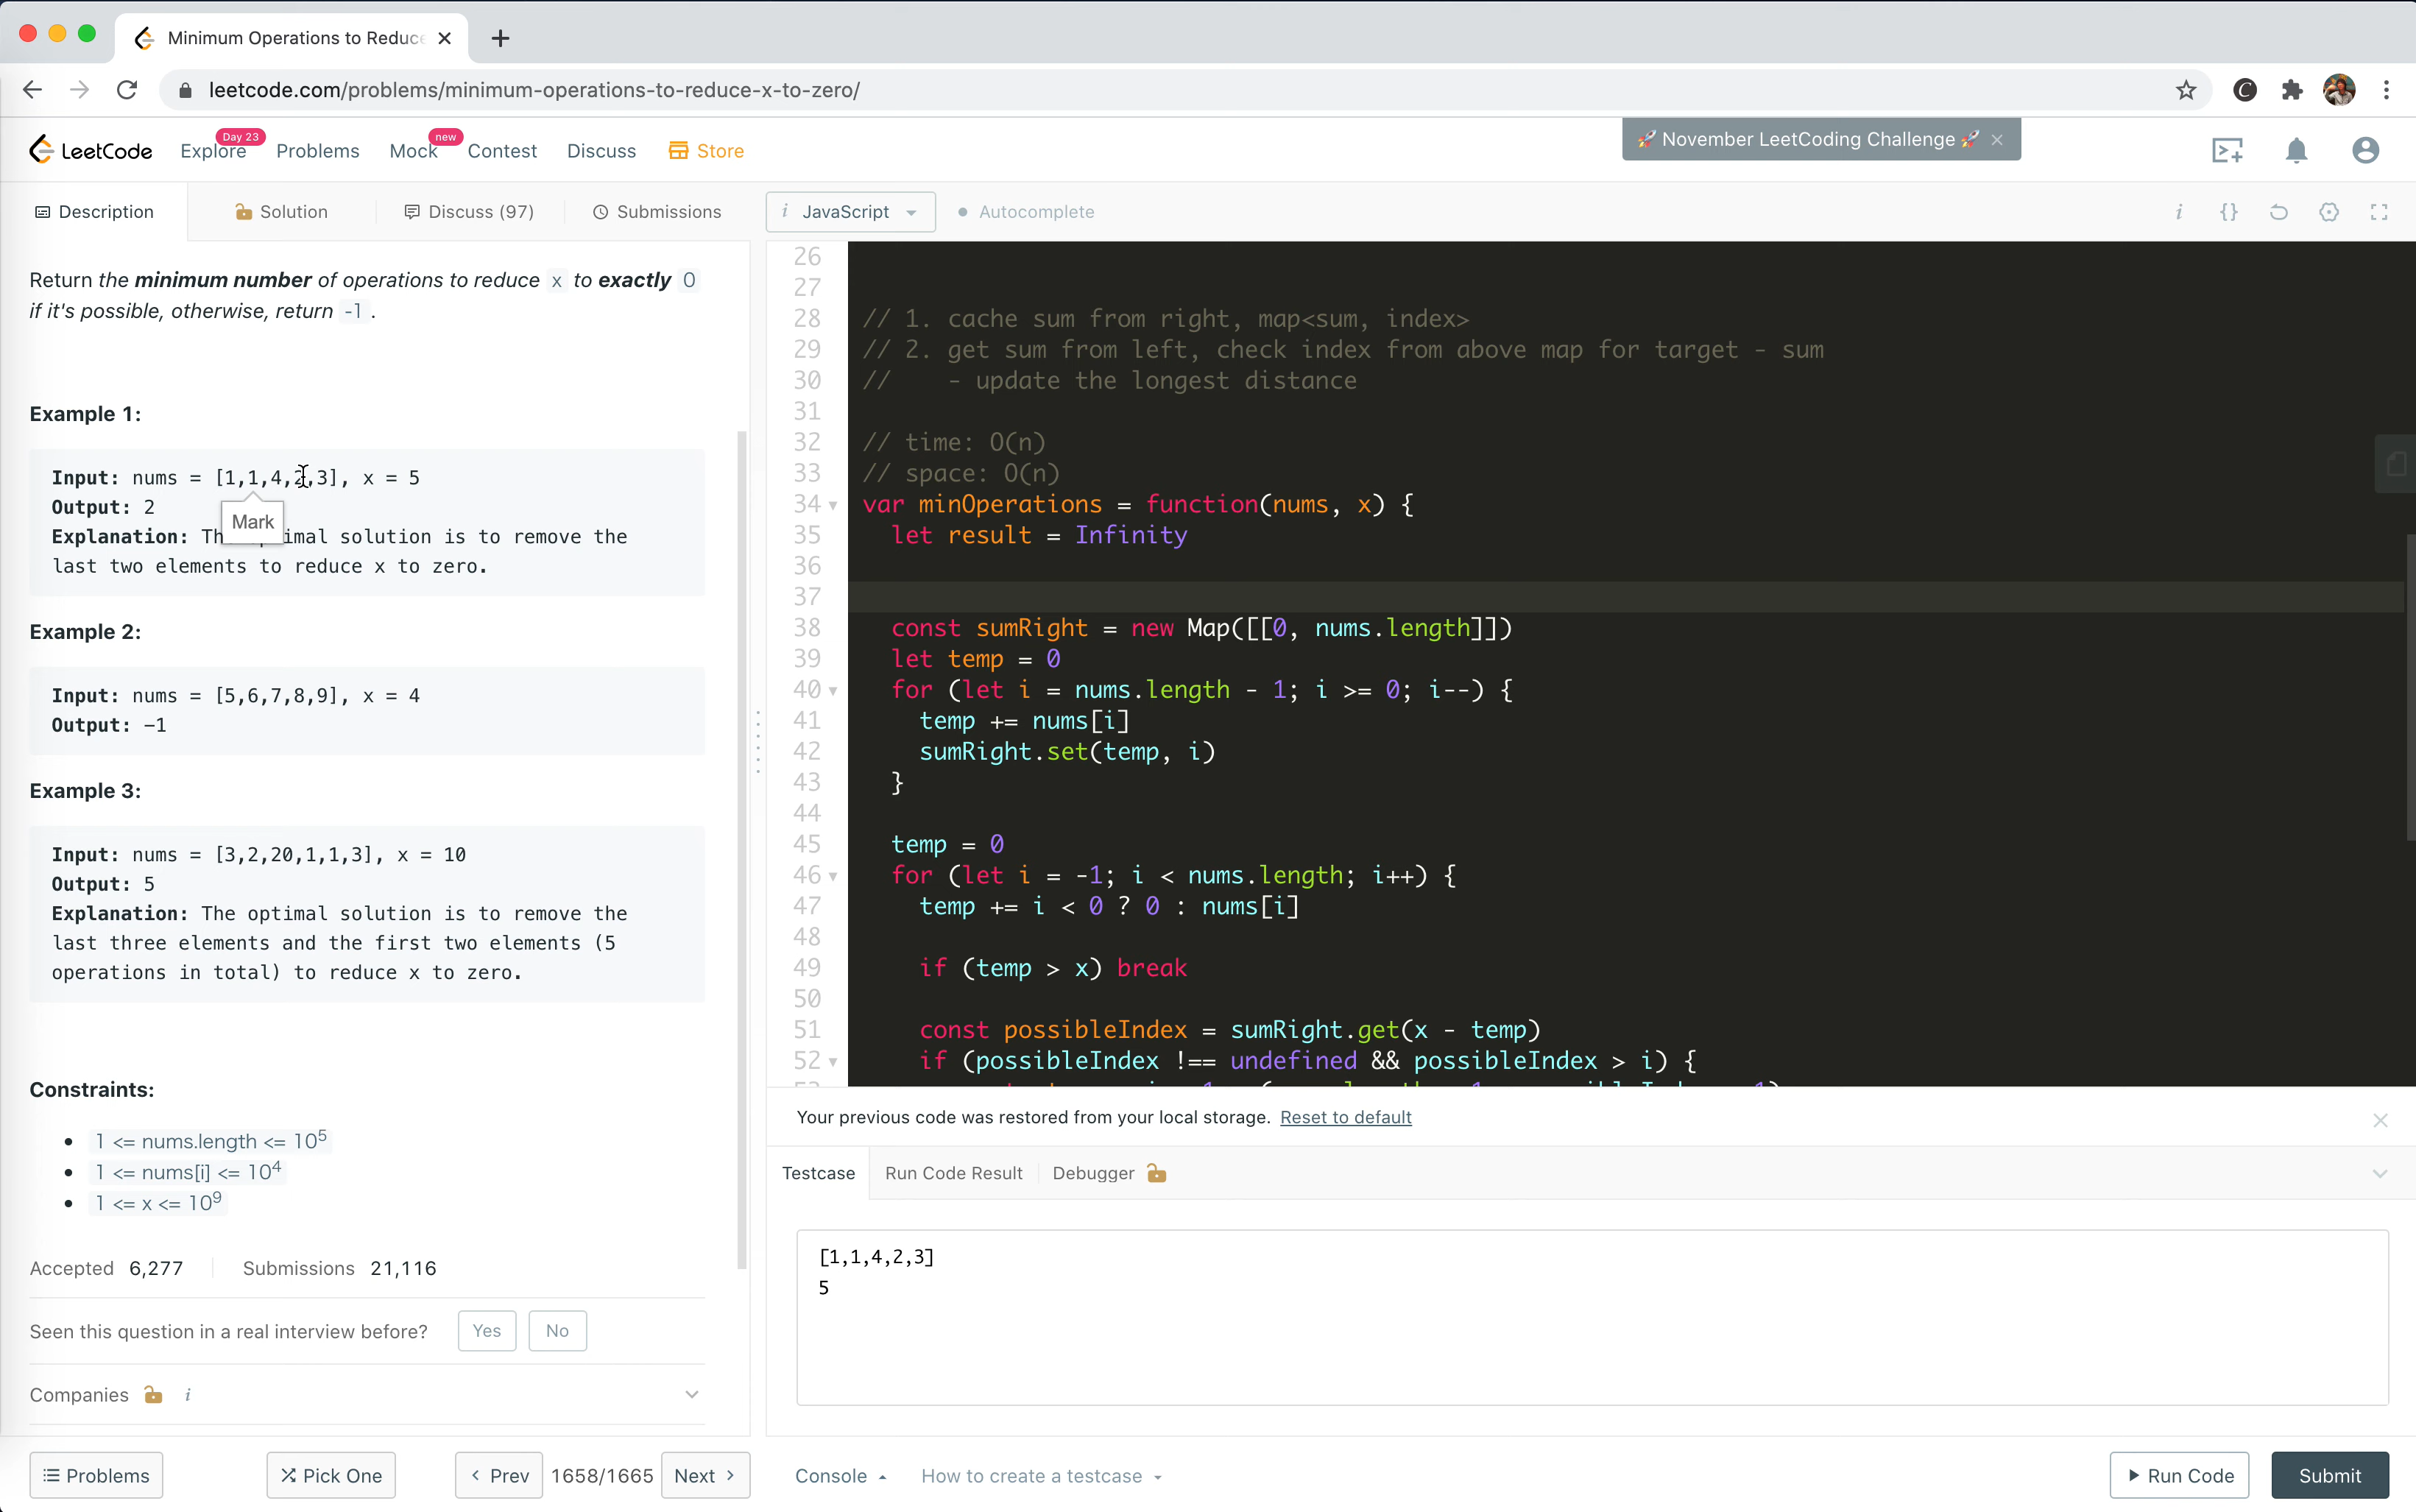 Minimum Operations to Reduce
leetcode.com/problems/minimum-operations-to-reduce-x-to-zero/
LeetCode
Explore
Day 23
Problems
Mock
new
Contest
Discuss
Store
🚀 November LeetCoding Challenge 🚀
Description
Solution
Discuss (97)
Submissions
i JavaScript
Autocomplete
Return the minimum number of operations to reduce x to exactly 0
if it's possible, otherwise, return -1 .
Example 1:
Input: nums = [1,1,4,2,3], x = 5
Output: 2
Mark
Explanation: The optimal solution is to remove the
last two elements to reduce x to zero.
Example 2:
Input: nums = [5,6,7,8,9], x = 4
Output: -1
Example 3:
Input: nums = [3,2,20,1,1,3], x = 10
Output: 5
Explanation: The optimal solution is to remove the
last three elements and the first two elements (5
operations in total) to reduce x to zero.
Constraints:
1 <= nums.length <= 10^5
1 <= nums[i] <= 10^4
1 <= x <= 10^9
Accepted 6,277
Submissions 21,116
Seen this question in a real interview before?
Yes
No
Companies
i
Problems
Pick One
Prev
1658/1665
Next
26
27
28 // 1. cache sum from right, map<sum, index>
29 // 2. get sum from left, check index from above map for target - sum
30 //    - update the longest distance
31
32 // time: O(n)
33 // space: O(n)
34 var minOperations = function(nums, x) {
35   let result = Infinity
36
37
38   const sumRight = new Map([[0, nums.length]])
39   let temp = 0
40   for (let i = nums.length - 1; i >= 0; i--) {
41     temp += nums[i]
42     sumRight.set(temp, i)
43   }
44
45   temp = 0
46   for (let i = -1; i < nums.length; i++) {
47     temp += i < 0 ? 0 : nums[i]
48
49     if (temp > x) break
50
51     const possibleIndex = sumRight.get(x - temp)
52     if (possibleIndex !== undefined && possibleIndex > i) {
Your previous code was restored from your local storage. Reset to default
Testcase
Run Code Result
Debugger
[1,1,4,2,3]
5
Console
How to create a testcase
Run Code
Submit